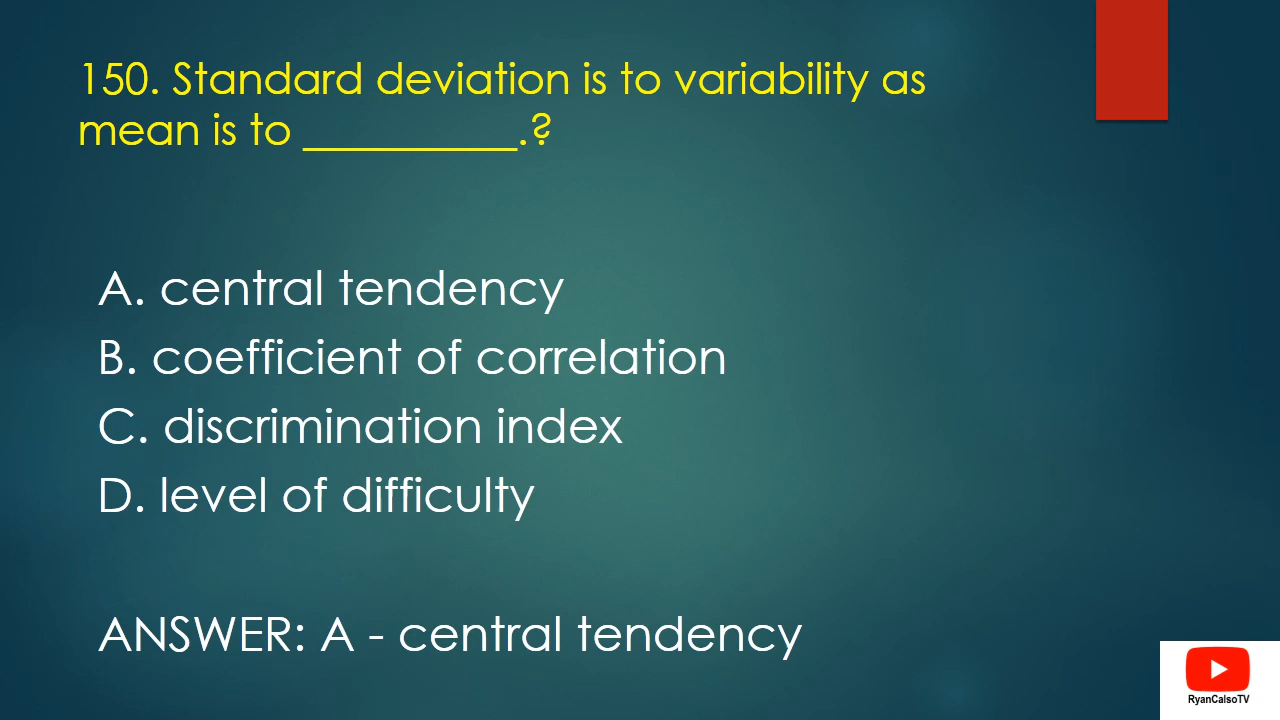 150. Standard deviation is to variability as
mean is to __________.?
A. central tendency
B. coefficient of correlation
C. discrimination index
D. level of difficulty
ANSWER: A - central tendency
RyanCalsoTV